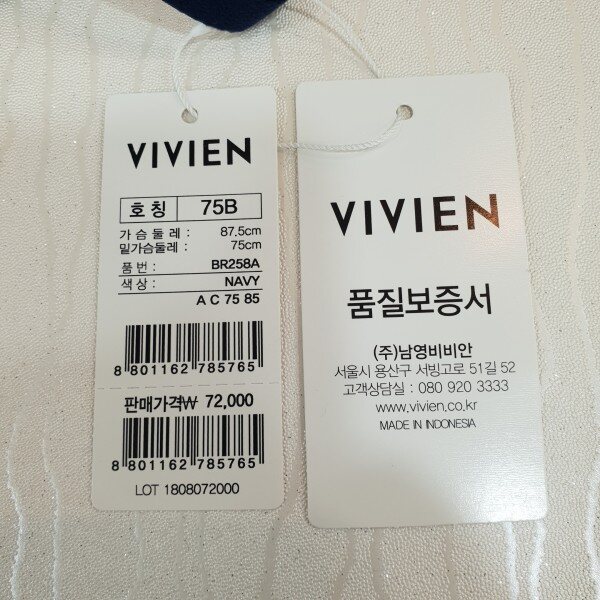 VIVIEN
호 칭 75B
가 슴 둘 레 : 87.5cm
밑가슴둘레 : 75cm
품 번 : BR258A
색 상 : NAVY
A C 75 85
8 801162 785765
판매가격₩ 72,000
8 801162 785765
LOT 1808072000
VIVIEN
품질보증서
(주)남영비비안
서울시 용산구 서빙고로 51길 52
고객상담실 : 080 920 3333
www.vivien.co.kr
MADE IN INDONESIA